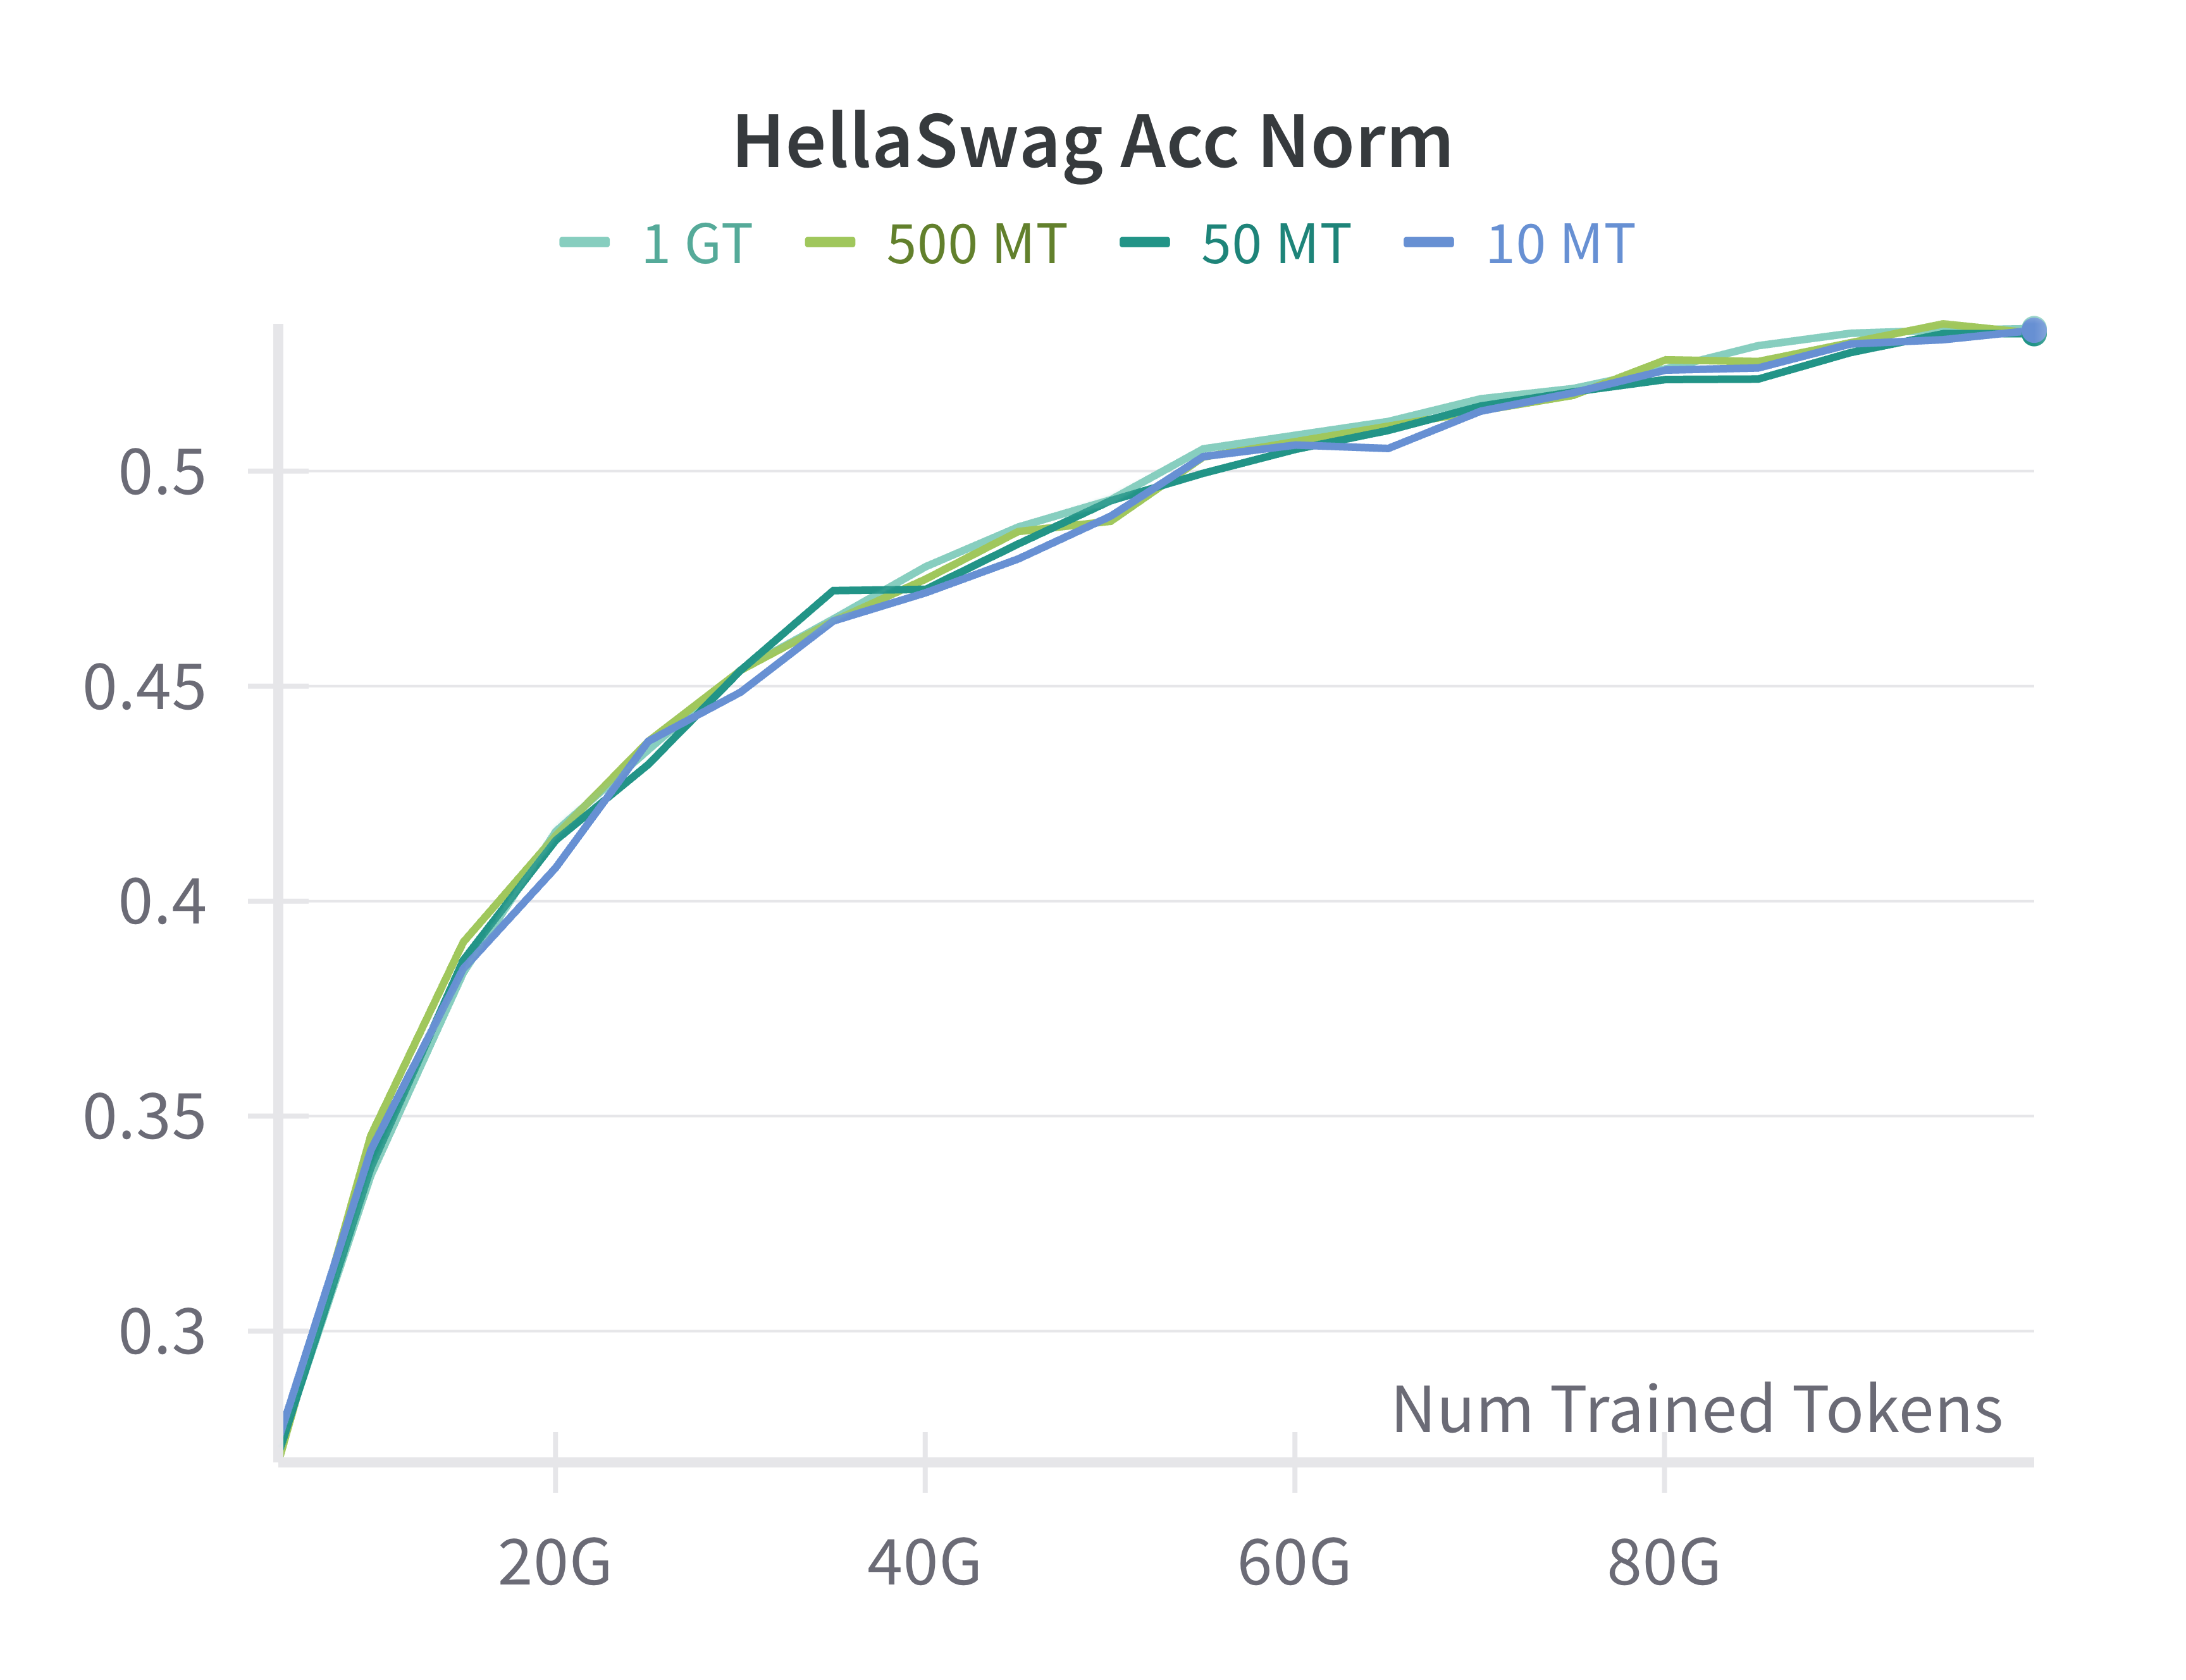 HellaSwag Acc Norm
1 GT 500 MT 50 MT 10 MT
0.5
0.45
0.4
0.35
0.3
Num Trained Tokens
20G 40G 60G 80G